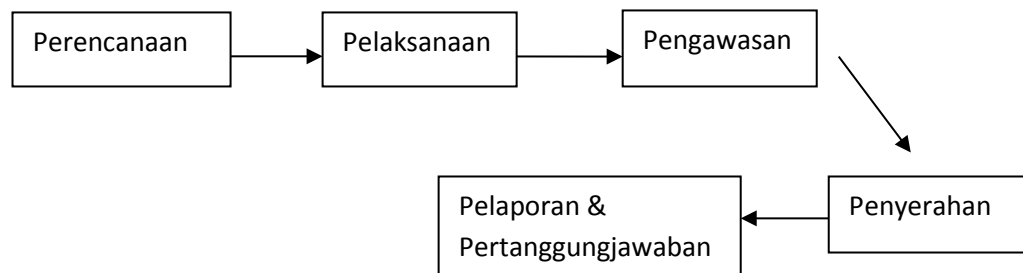 Perencanaan
Pelaksanaan
Pengawasan
Penyerahan
Pelaporan &
Pertanggungjawaban